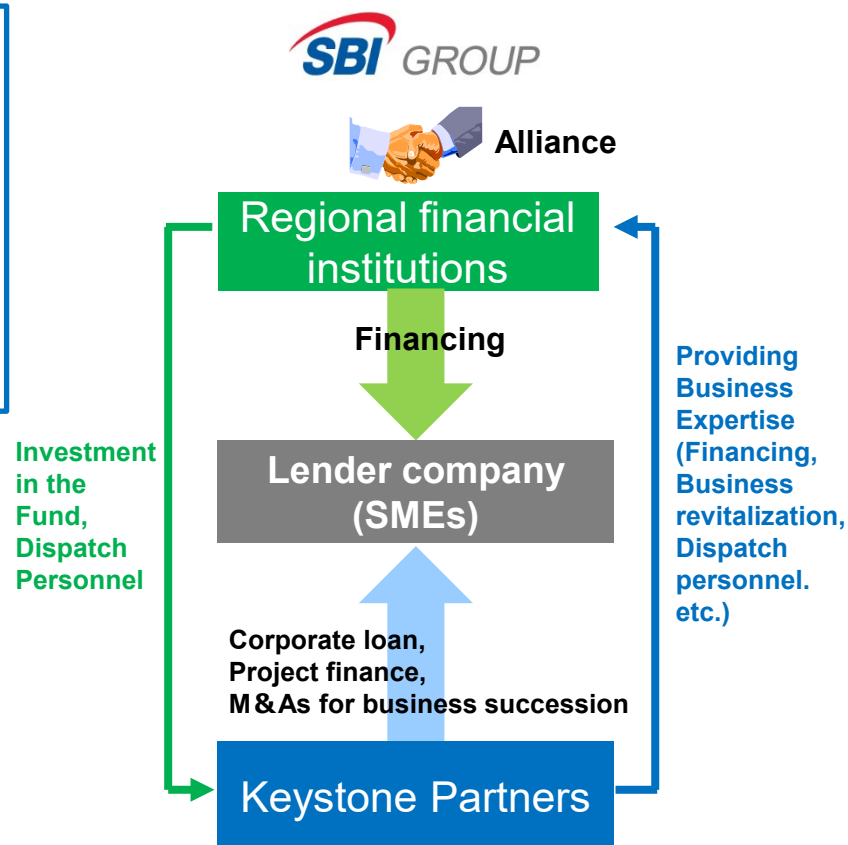 SBI GROUP
Alliance
Regional financial
institutions
Financing
Providing
Business
Expertise
(Financing,
Business
revitalization,
Dispatch
personnel.
etc.)
Investment
in the
Fund,
Dispatch
Personnel
Lender company
(SMEs)
Corporate loan,
Project finance,
M&As for business succession
Keystone Partners